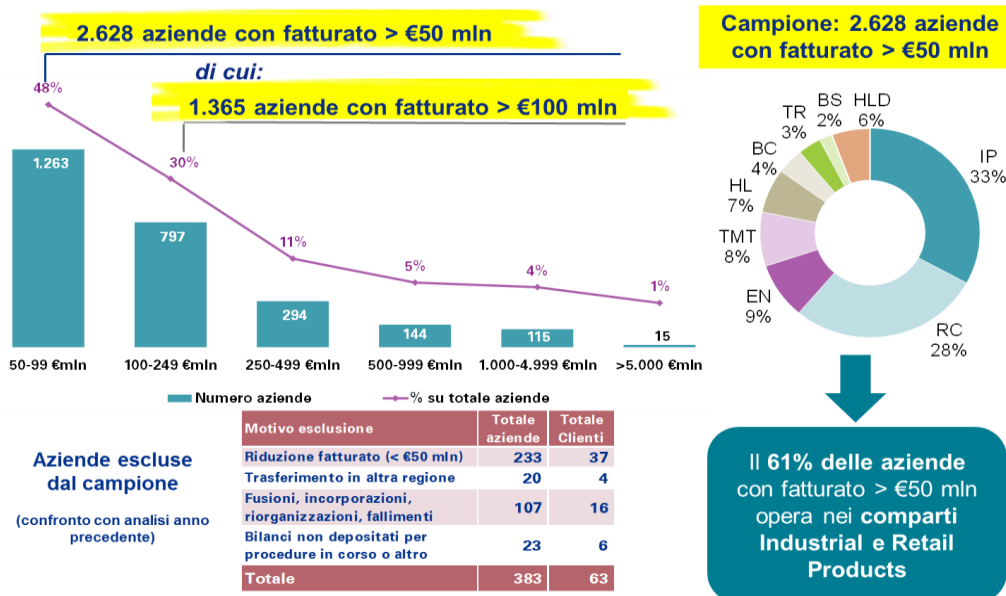 2.628 aziende con fatturato > €50 mln
di cui:
1.365 aziende con fatturato > €100 mln
48%
30%
11%
5%
4%
1%
1.263
797
294
144
115
15
50-99 €mln
100-249 €mln
250-499 €mln
500-999 €mln
1.000-4.999 €mln
>5.000 €mln
Numero aziende
% su totale aziende
Campione: 2.628 aziende
con fatturato > €50 mln
IP
33%
RC
28%
EN
9%
TMT
8%
HL
7%
BC
4%
TR
3%
BS
2%
HLD
6%
Il 61% delle aziende
con fatturato > €50 mln
opera nei comparti
Industrial e Retail
Products
Aziende escluse
dal campione
(confronto con analisi anno
precedente)
Motivo esclusione Totale aziende Totale Clienti
Riduzione fatturato (< €50 mln) 233 37
Trasferimento in altra regione 20 4
Fusioni, incorporazioni,
riorganizzazioni, fallimenti 107 16
Bilanci non depositati per
procedure in corso o altro 23 6
Totale 383 63